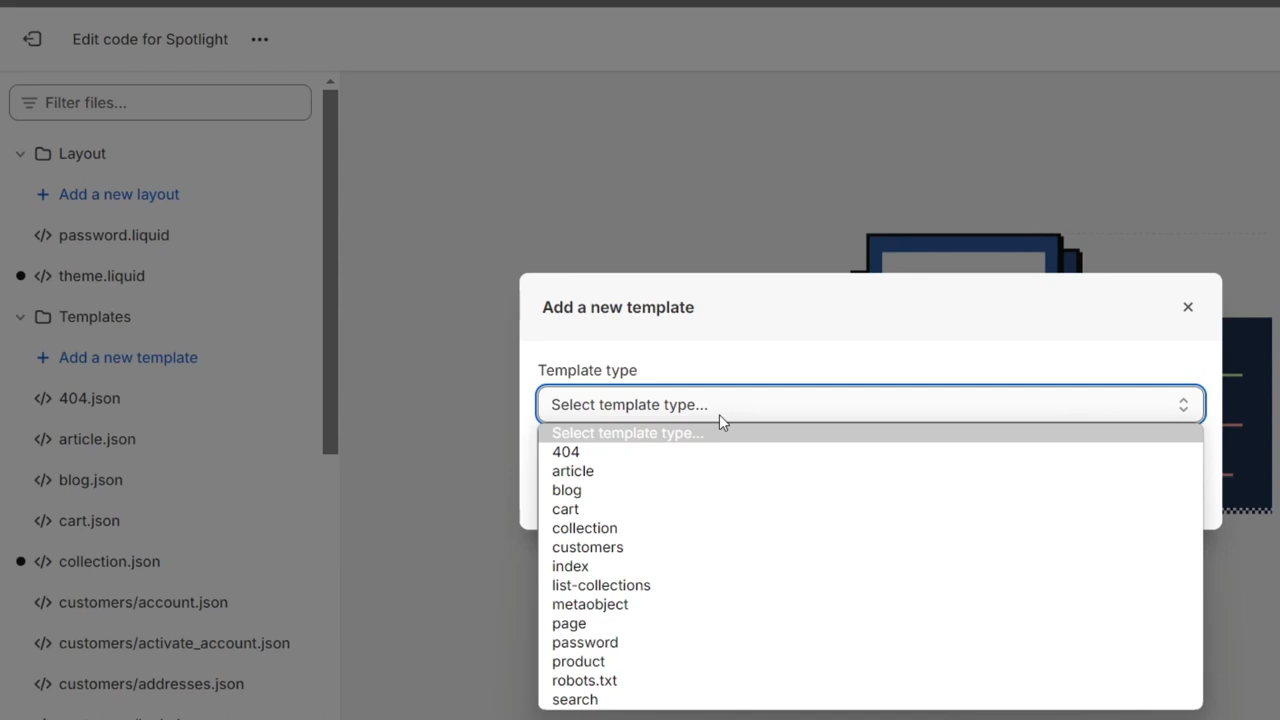 Edit code for Spotlight
Filter files...
Layout
Add a new layout
password.liquid
theme.liquid
Templates
Add a new template
404.json
article.json
blog.json
cart.json
collection.json
customers/account.json
customers/activate_account.json
customers/addresses.json
Add a new template
Template type
Select template type...
Select template type...
404
article
blog
cart
collection
customers
index
list-collections
metaobject
page
password
product
robots.txt
search